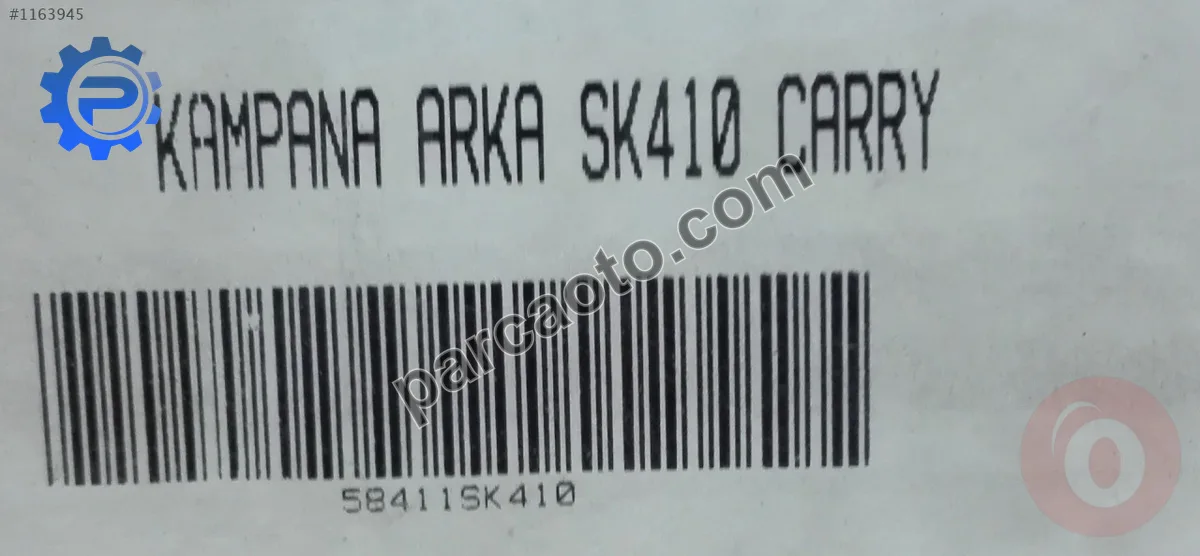 #1163945
KAMPANA ARKA SK410 CARRY
parcaoto.com
58411SK410